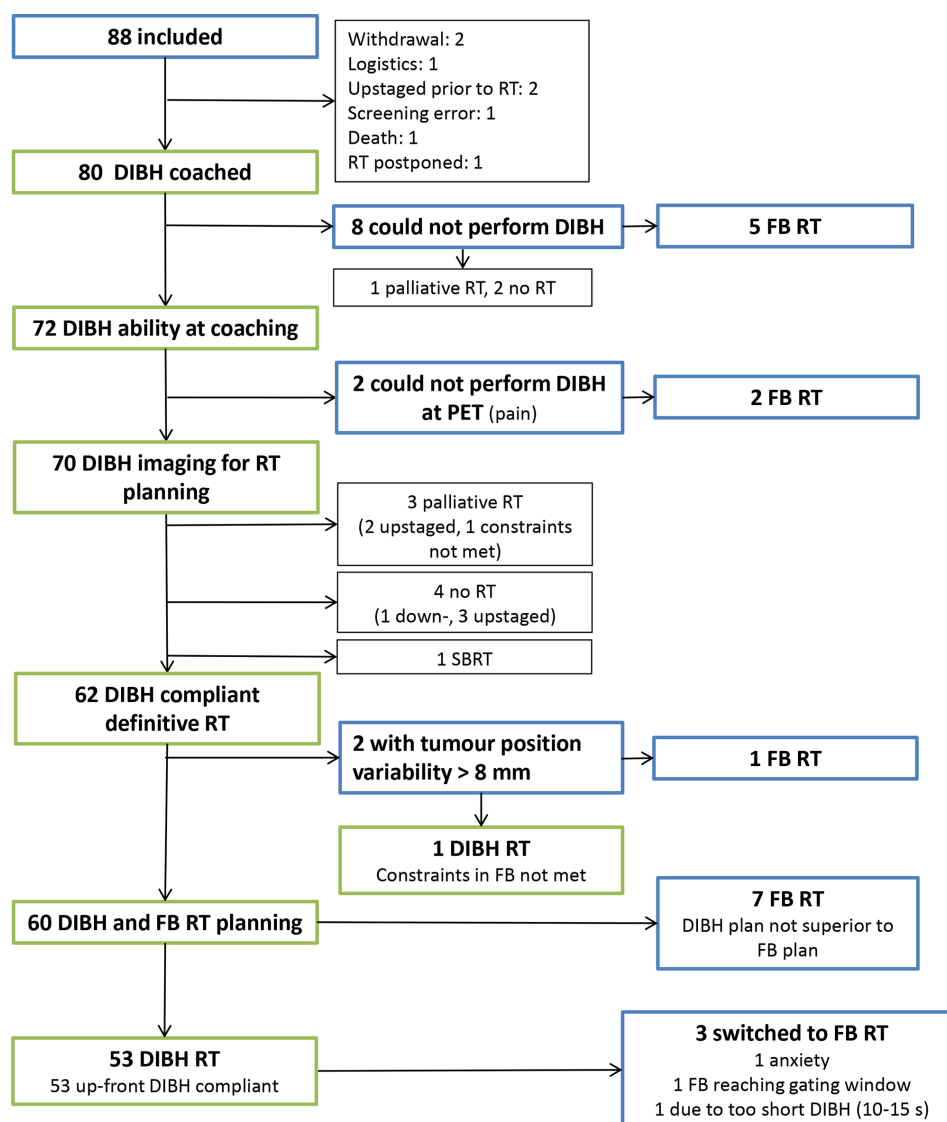 88 included
Withdrawal: 2
Logistics: 1
Upstaged prior to RT: 2
Screening error: 1
Death: 1
RT postponed: 1
80 DIBH coached
8 could not perform DIBH
5 FB RT
1 palliative RT, 2 no RT
72 DIBH ability at coaching
2 could not perform DIBH
at PET (pain)
2 FB RT
70 DIBH imaging for RT
planning
3 palliative RT
(2 upstaged, 1 constraints
not met)
4 no RT
(1 down-, 3 upstaged)
1 SBRT
62 DIBH compliant
definitive RT
2 with tumour position
variability > 8 mm
1 FB RT
1 DIBH RT
Constraints in FB not met
60 DIBH and FB RT planning
7 FB RT
DIBH plan not superior to
FB plan
53 DIBH RT
53 up-front DIBH compliant
3 switched to FB RT
1 anxiety
1 FB reaching gating window
1 due to too short DIBH (10-15 s)